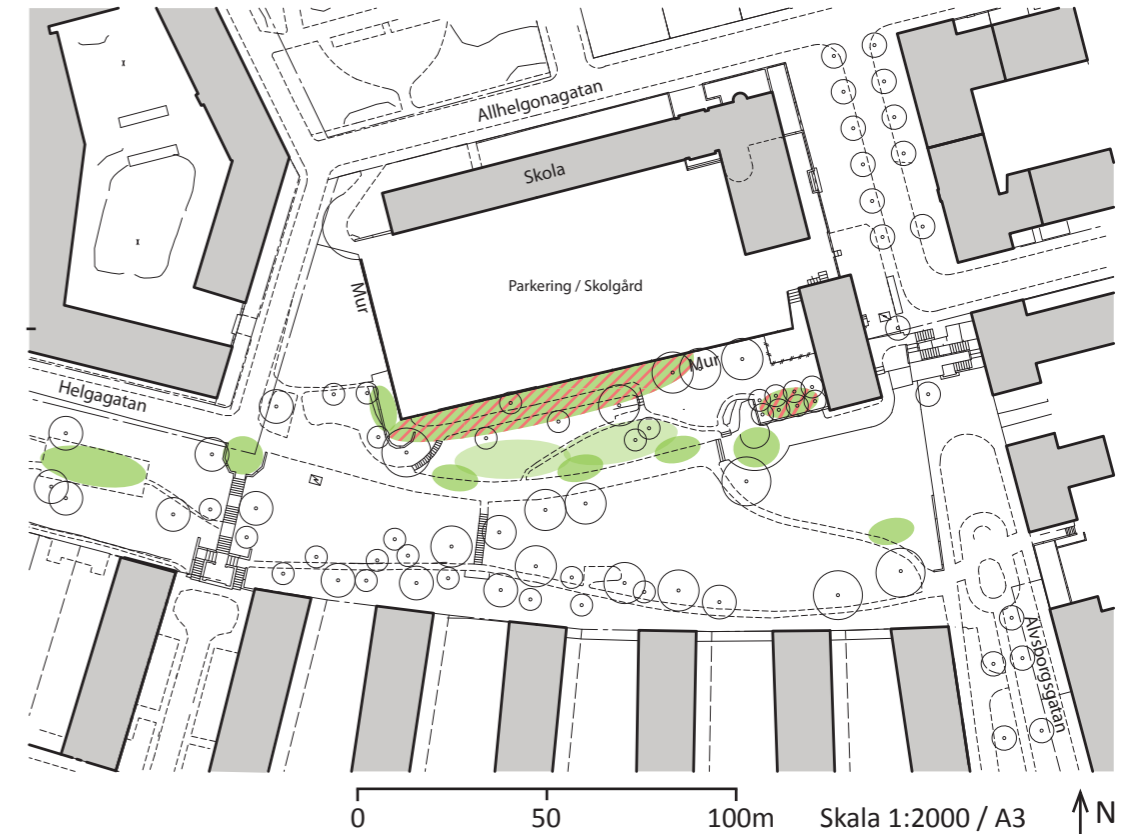 Allhelgonagatan
Skola
Parkering / Skolgård
Mur
Mur
Helgagatan
Älvsborgsgatan
0 50 100m Skala 1:2000 / A3 N